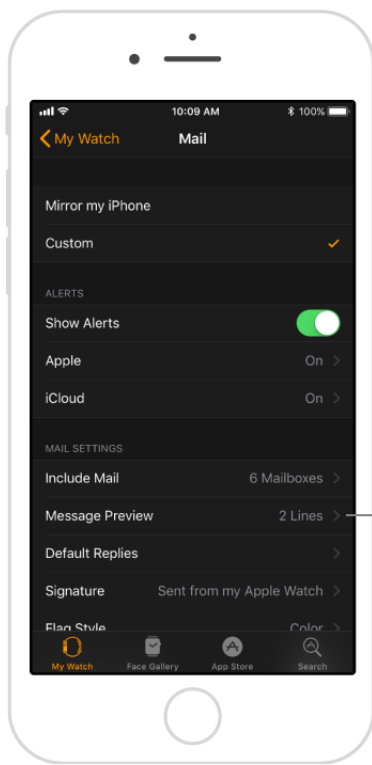 10:09 AM 100%
My Watch Mail
Mirror my iPhone
Custom
ALERTS
Show Alerts
Apple On
iCloud On
MAIL SETTINGS
Include Mail 6 Mailboxes
Message Preview 2 Lines
Default Replies
Signature Sent from my Apple Watch
Flag Style Color
My Watch Face Gallery App Store Search